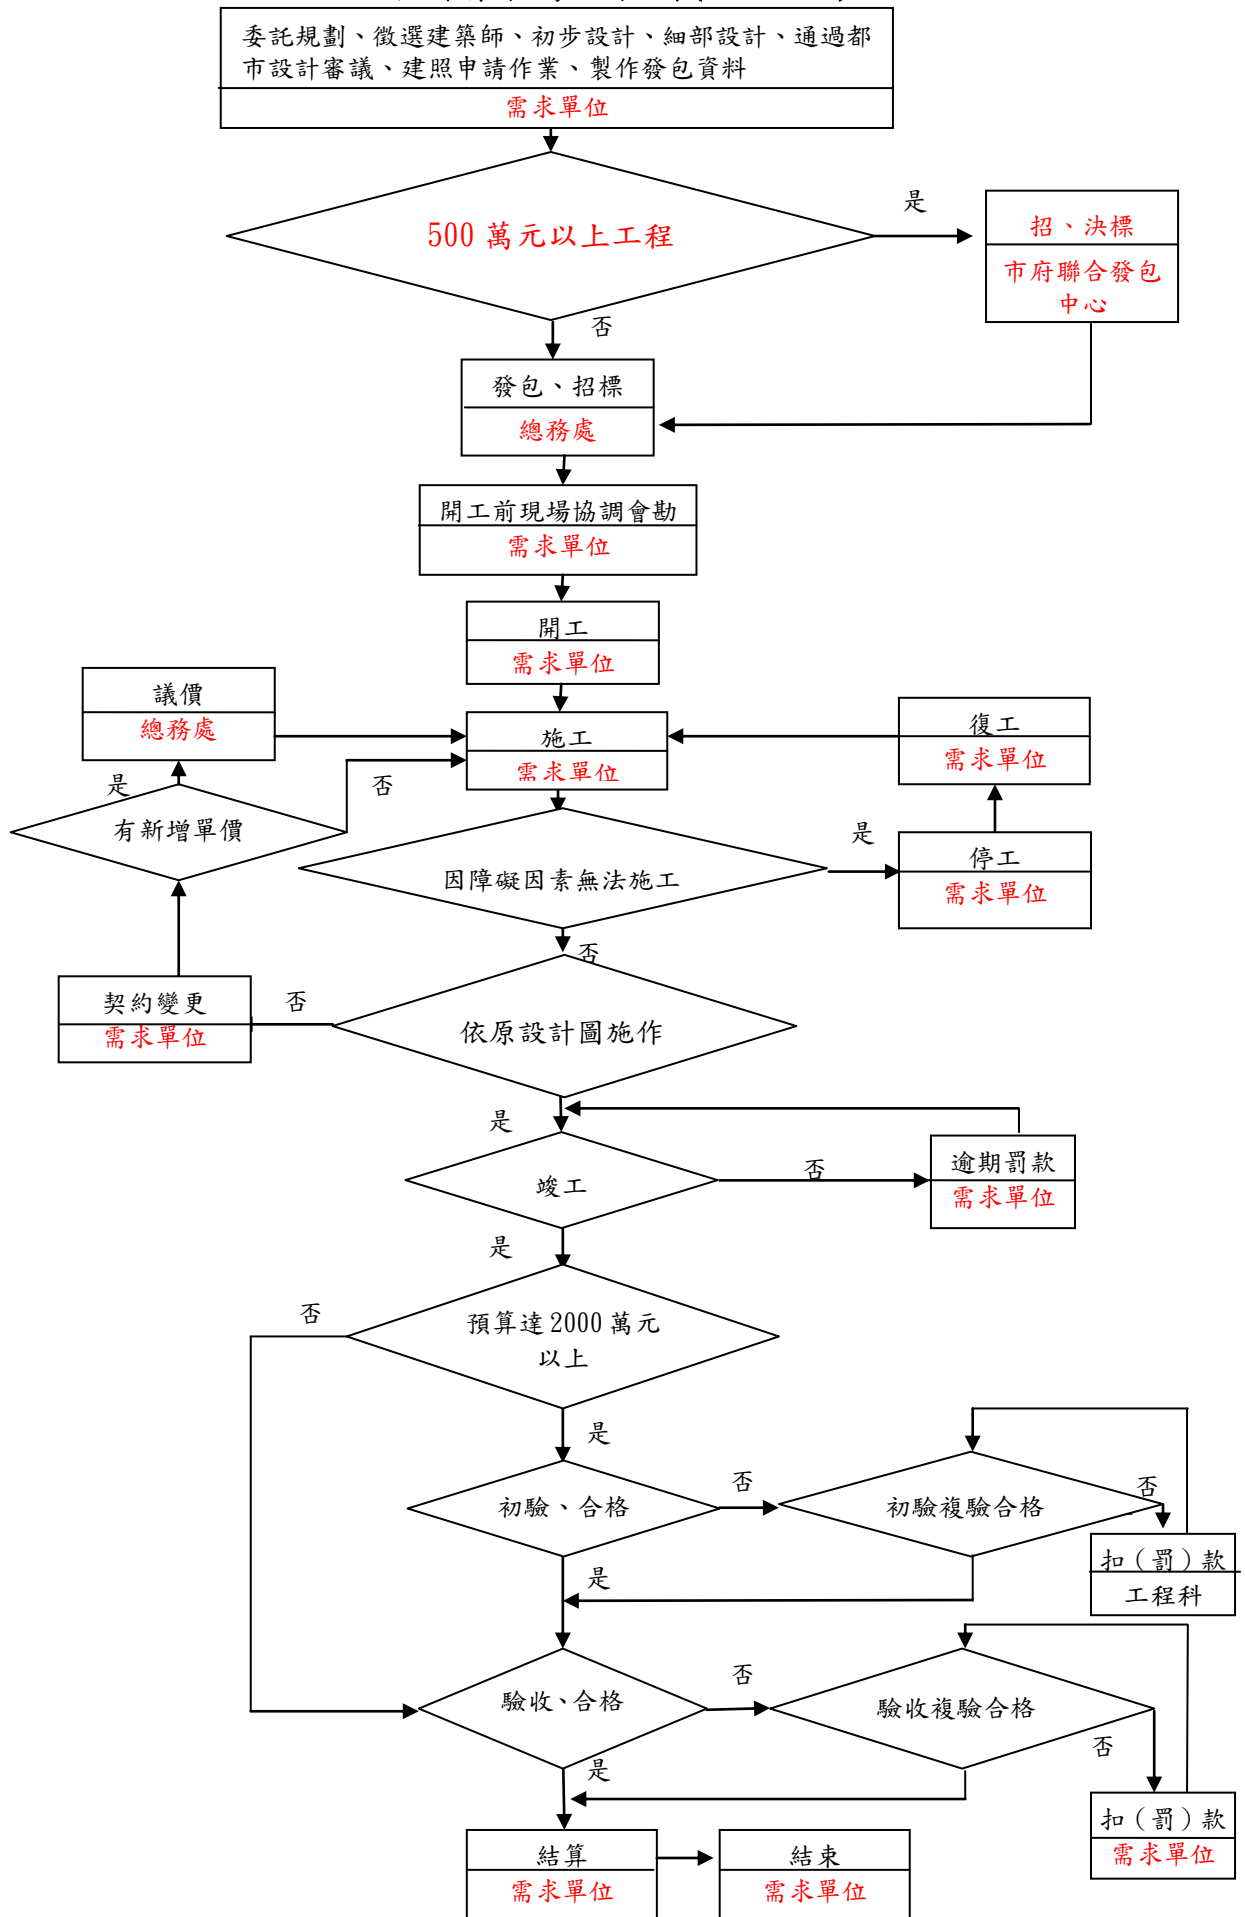 委託規劃、徵選建築師、初步設計、細部設計、通過都
市設計審議、建照申請作業、製作發包資料
需求單位
500 萬元以上工程
是
招、決標
市府聯合發包
中心
否
發包、招標
總務處
開工前現場協調會勘
需求單位
開工
需求單位
議價
總務處
施工
需求單位
復工
需求單位
是
否
有新增單價
因障礙因素無法施工
是
停工
需求單位
否
契約變更
需求單位
否
依原設計圖施作
是
竣工
否
逾期罰款
需求單位
是
否
預算達 2000 萬元
以上
是
初驗、合格
否
初驗複驗合格
否
扣（罰）款
工程科
是
驗收、合格
否
驗收複驗合格
否
扣（罰）款
需求單位
是
結算
需求單位
結束
需求單位